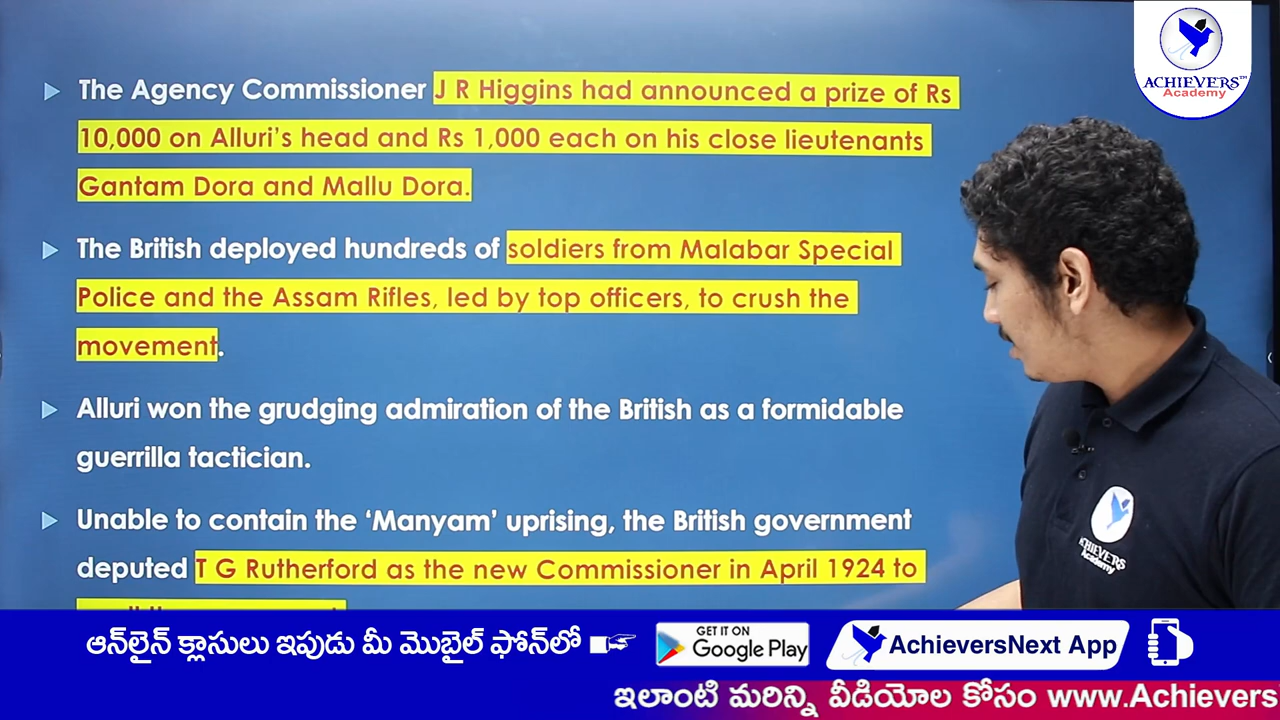 ACHIEVERS™
Academy
The Agency Commissioner J R Higgins had announced a prize of Rs
10,000 on Alluri’s head and Rs 1,000 each on his close lieutenants
Gantam Dora and Mallu Dora.
The British deployed hundreds of soldiers from Malabar Special
Police and the Assam Rifles, led by top officers, to crush the
movement.
Alluri won the grudging admiration of the British as a formidable
guerrilla tactician.
Unable to contain the ‘Manyam’ uprising, the British government
deputed T G Rutherford as the new Commissioner in April 1924 to
ACHIEVERS
Academy
ఆన్‌లైన్ క్లాసులు ఇపుడు మీ మొబైల్ ఫోన్‌లో
GET IT ON
Google Play
AchieversNext App
ఇలాంటి మరిన్ని వీడియోల కోసం www.Achievers